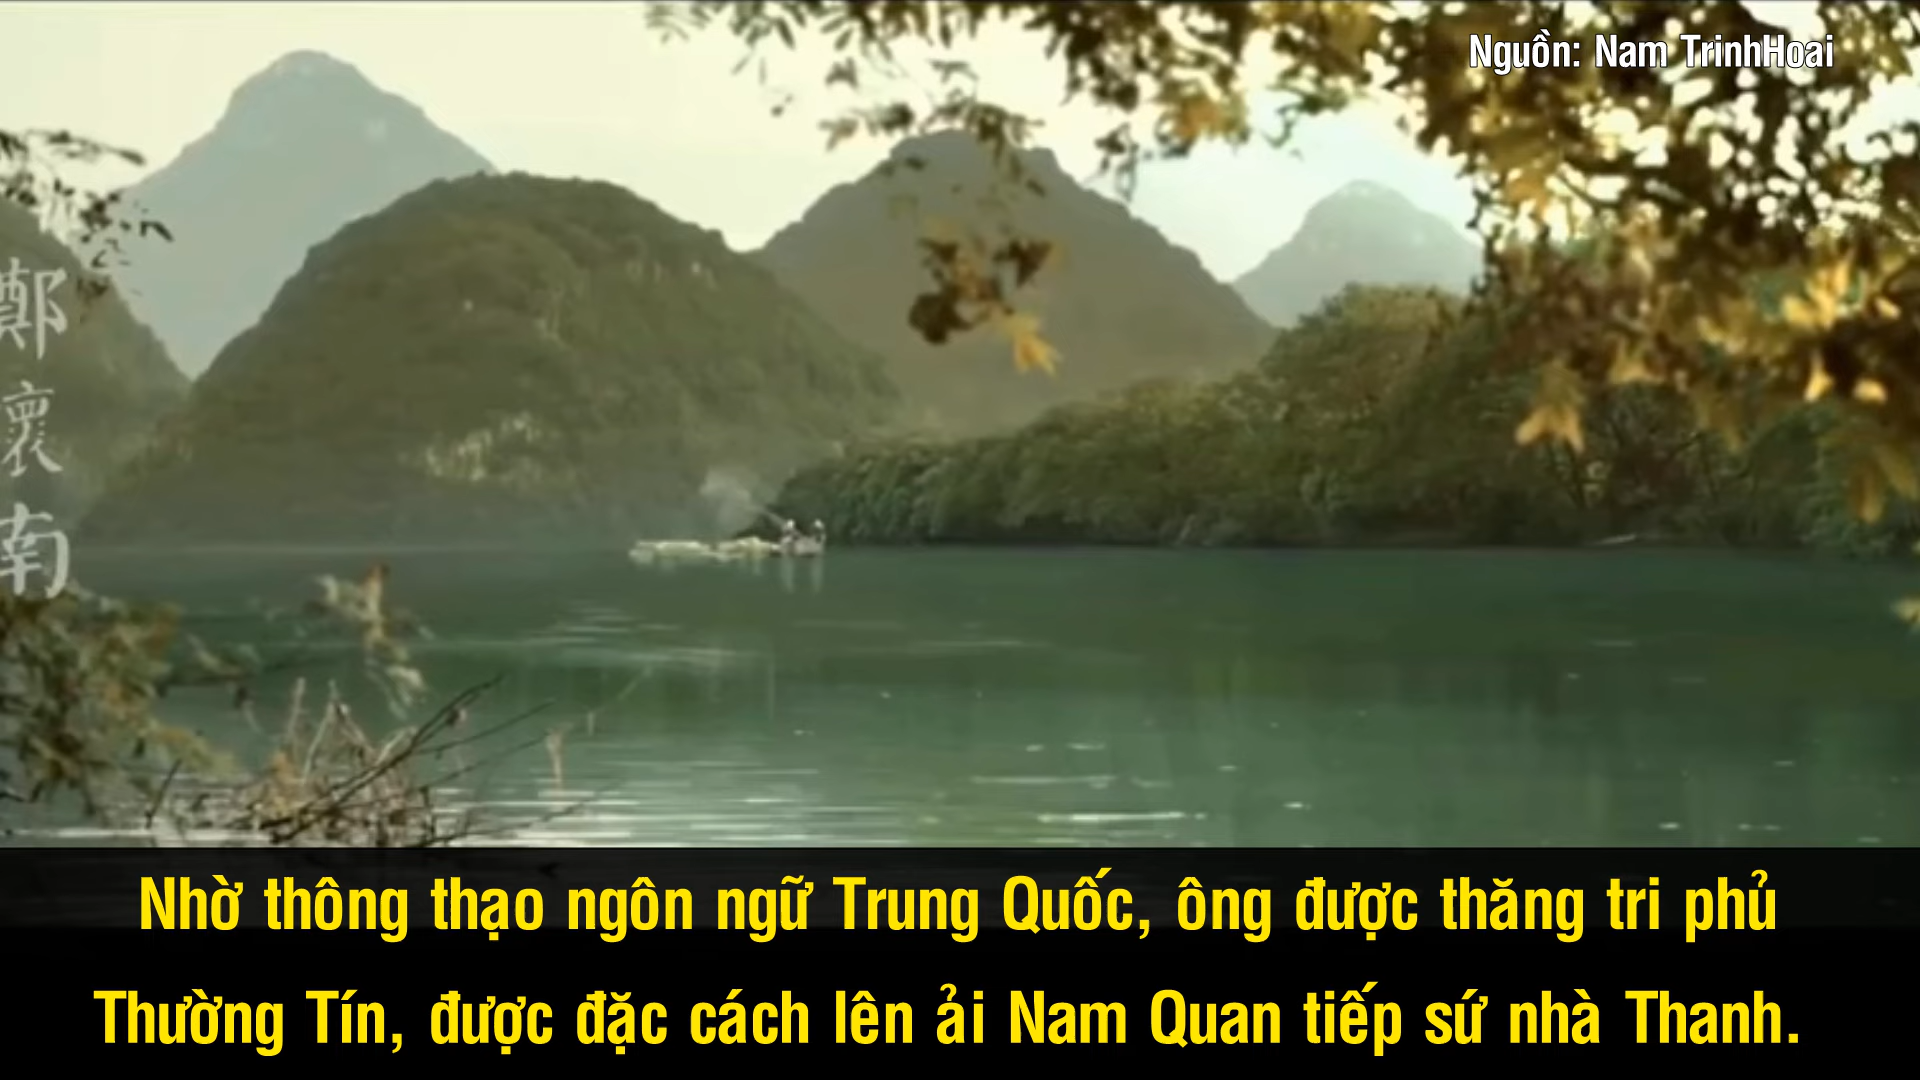 Nguồn: Nam TrinhHoai
鄭
裹
南
Nhờ thông thạo ngôn ngữ Trung Quốc, ông được thăng tri phủ
Thường Tín, được đặc cách lên ải Nam Quan tiếp sứ nhà Thanh.